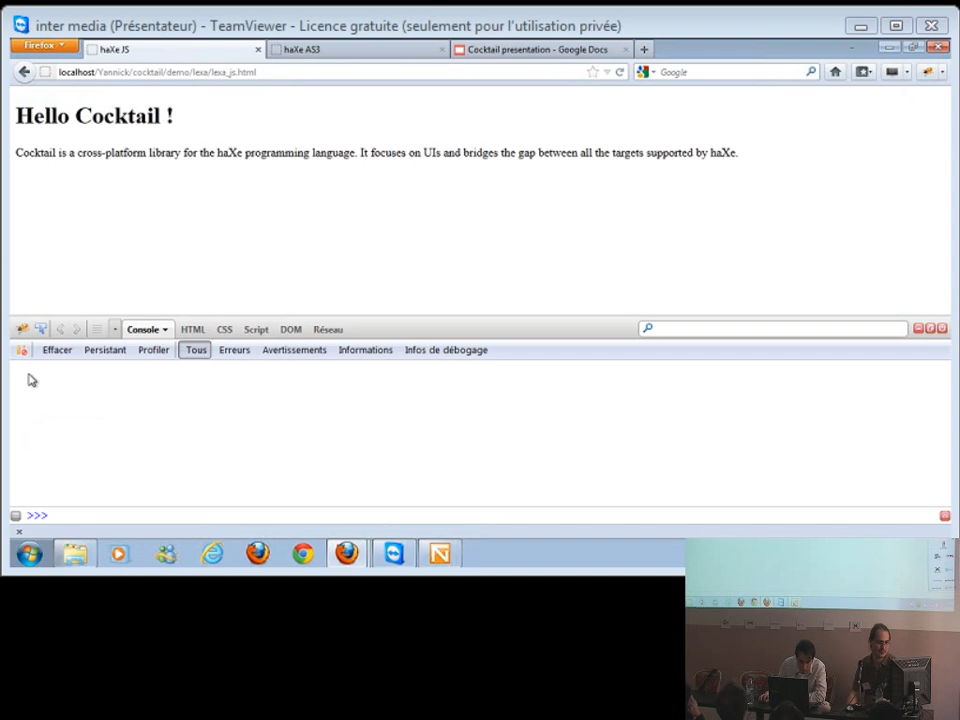 inter media (Présentateur) - TeamViewer - Licence gratuite (seulement pour l'utilisation privée)
Firefox
haXe JS
haXe AS3
Cocktail presentation - Google Docs
localhost/Yannick/cocktail/demo/lexa/lexa_js.html
Google
Hello Cocktail !
Cocktail is a cross-platform library for the haXe programming language. It focuses on UIs and bridges the gap between all the targets supported by haXe.
Console HTML CSS Script DOM Réseau
Effacer Persistant Profiler Tous Erreurs Avertissements Informations Infos de débogage
>>>